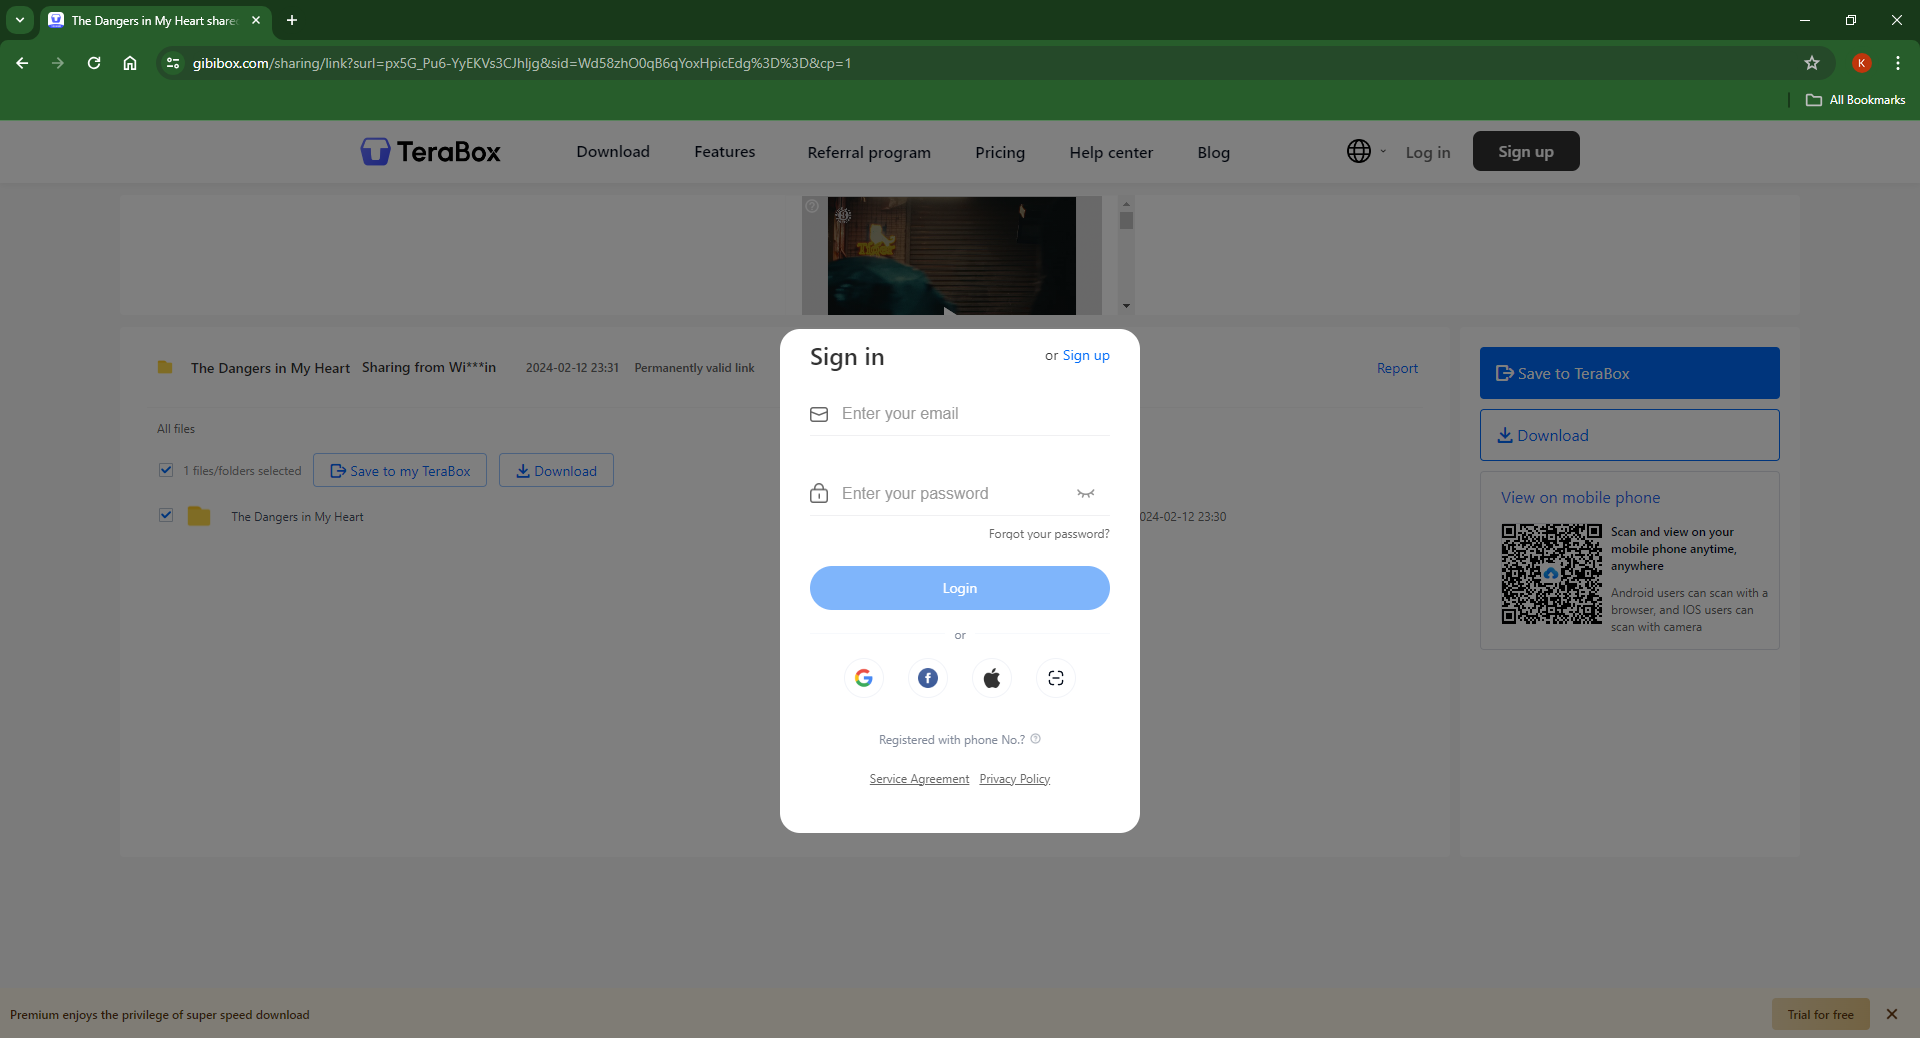 The Dangers in My Heart share
gibibox.com/sharing/link?surl=px5G_Pu6-YyEKVs3CJhljg&sid=Wd58zhO0qB6qYoxHpicEdg%3D%3D&cp=1
K
All Bookmarks
TeraBox
Download
Features
Referral program
Pricing
Help center
Blog
Log in
Sign up
Tiger
The Dangers in My Heart Sharing from Wi***in 2024-02-12 23:31 Permanently valid link
Report
All files
1 files/folders selected
Save to my TeraBox
Download
The Dangers in My Heart
024-02-12 23:30
Sign in
or Sign up
Enter your email
Enter your password
Forgot your password?
Login
or
Registered with phone No.?
Service Agreement Privacy Policy
Save to TeraBox
Download
View on mobile phone
Scan and view on your
mobile phone anytime,
anywhere
Android users can scan with a
browser, and IOS users can
scan with camera
Premium enjoys the privilege of super speed download
Trial for free